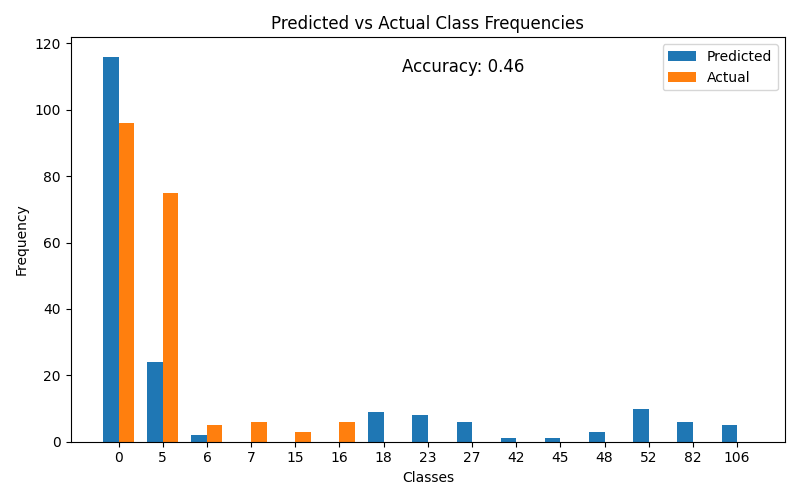 Predicted vs Actual Class Frequencies
120
100
80
60
40
20
0
Frequency
Accuracy: 0.46
Predicted
Actual
0 5 6 7 15 16 18 23 27 42 45 48 52 82 106
Classes